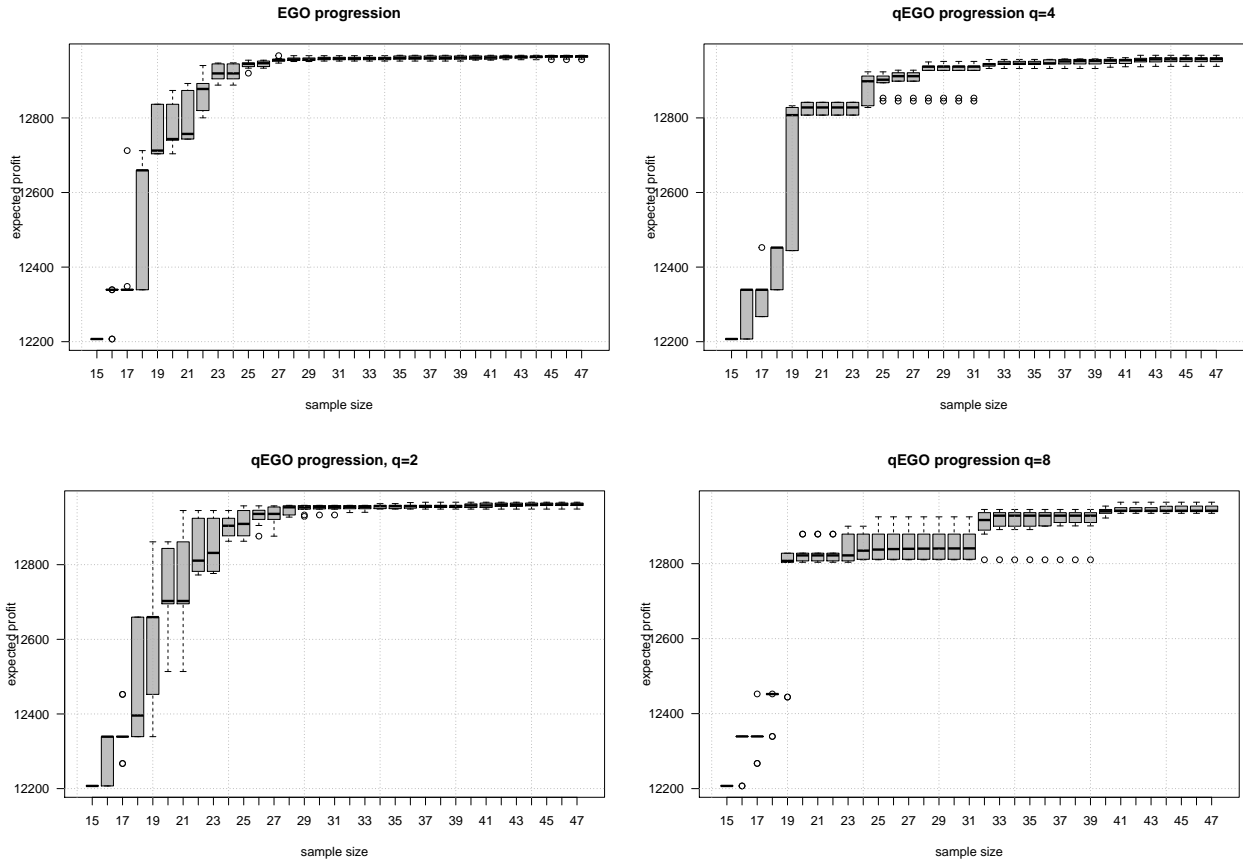 EGO progression
expected profit
12800
12600
12400
12200
15 17 19 21 23 25 27 29 31 33 35 37 39 41 43 45 47
sample size
qEGO progression q=4
expected profit
12800
12600
12400
12200
15 17 19 21 23 25 27 29 31 33 35 37 39 41 43 45 47
sample size
qEGO progression, q=2
expected profit
12800
12600
12400
12200
15 17 19 21 23 25 27 29 31 33 35 37 39 41 43 45 47
sample size
qEGO progression q=8
expected profit
12800
12600
12400
12200
15 17 19 21 23 25 27 29 31 33 35 37 39 41 43 45 47
sample size